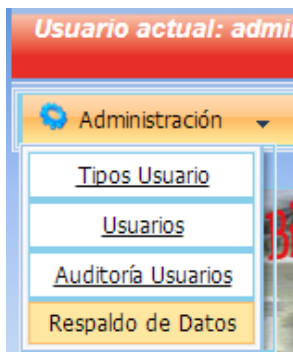 Usuario actual: admi
Administración
Tipos Usuario
Usuarios
Auditoría Usuarios
Respaldo de Datos